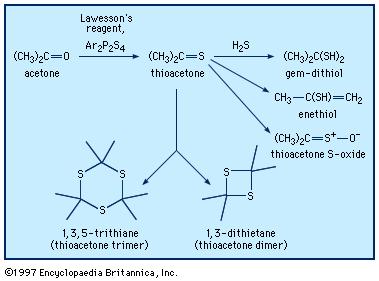 Lawesson's
reagent,
Ar₂P₂S₄
H₂S
(CH₃)₂C=O
(CH₃)₂C=S
(CH₃)₂C(SH)₂
acetone
thioacetone
gem-dithiol
CH₃—C(SH)=CH₂
enethiol
(CH₃)₂C=S⁺—O⁻
thioacetone S-oxide
S
S
S
S
S
1,3,5-trithiane
(thioacetone trimer)
1,3-dithietane
(thioacetone dimer)
©1997 Encyclopaedia Britannica, Inc.